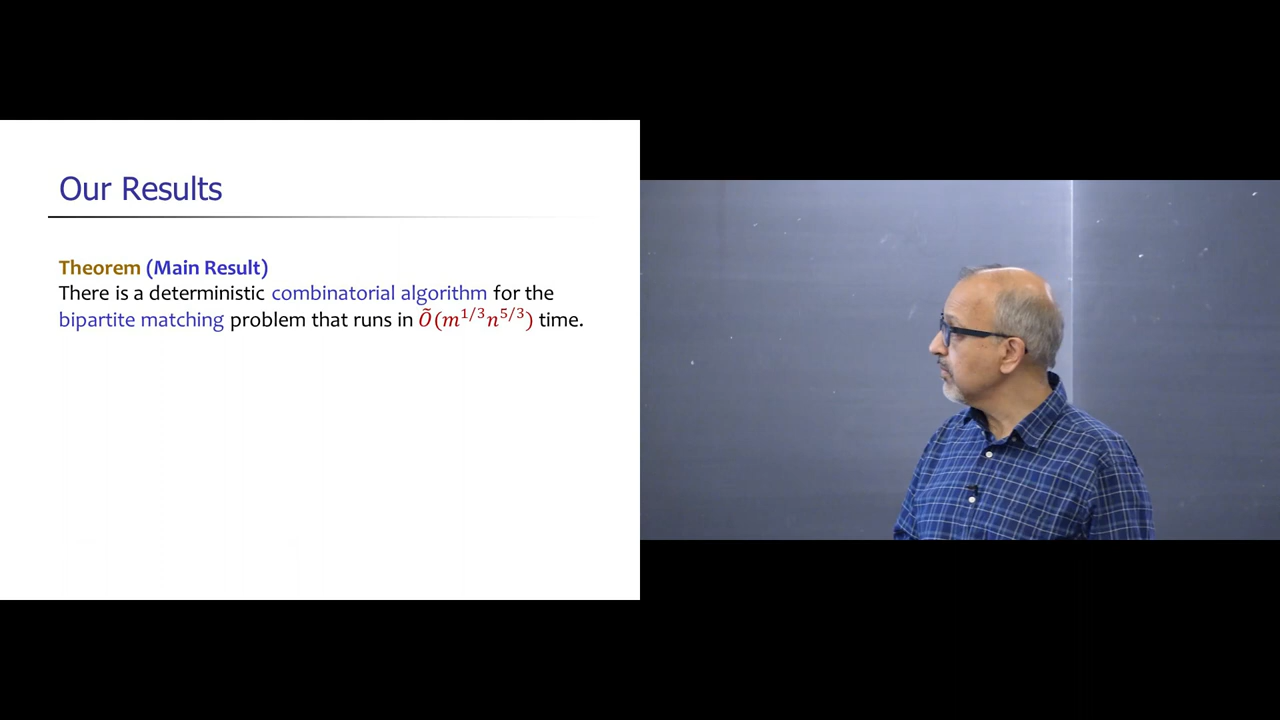 Our Results
Theorem (Main Result)
There is a deterministic combinatorial algorithm for the
bipartite matching problem that runs in Õ(m^{1/3}n^{5/3}) time.